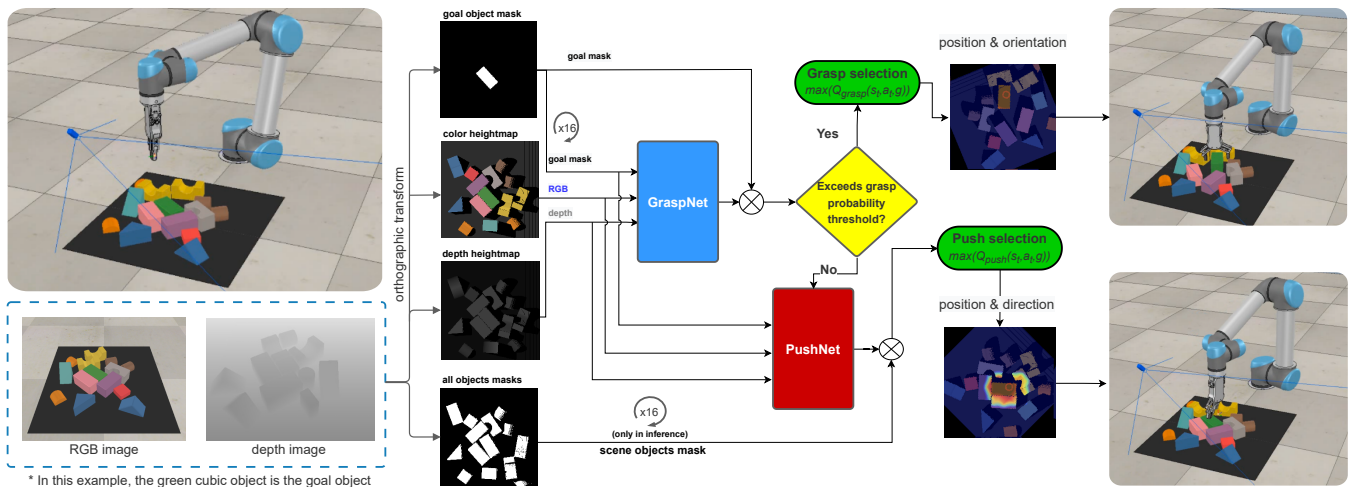 goal object mask
goal mask
x16
color heightmap
goal mask
RGB
depth
orthographic transform
depth heightmap
all objects masks
x16
(only in inference)
scene objects mask
GraspNet
PushNet
Exceeds grasp
probability
threshold?
Yes
No
Grasp selection
max(Q_grasp(s_t,a_t,g))
position & orientation
Push selection
max(Q_push(s_t,a_t,g))
position & direction
RGB image
depth image
* In this example, the green cubic object is the goal object